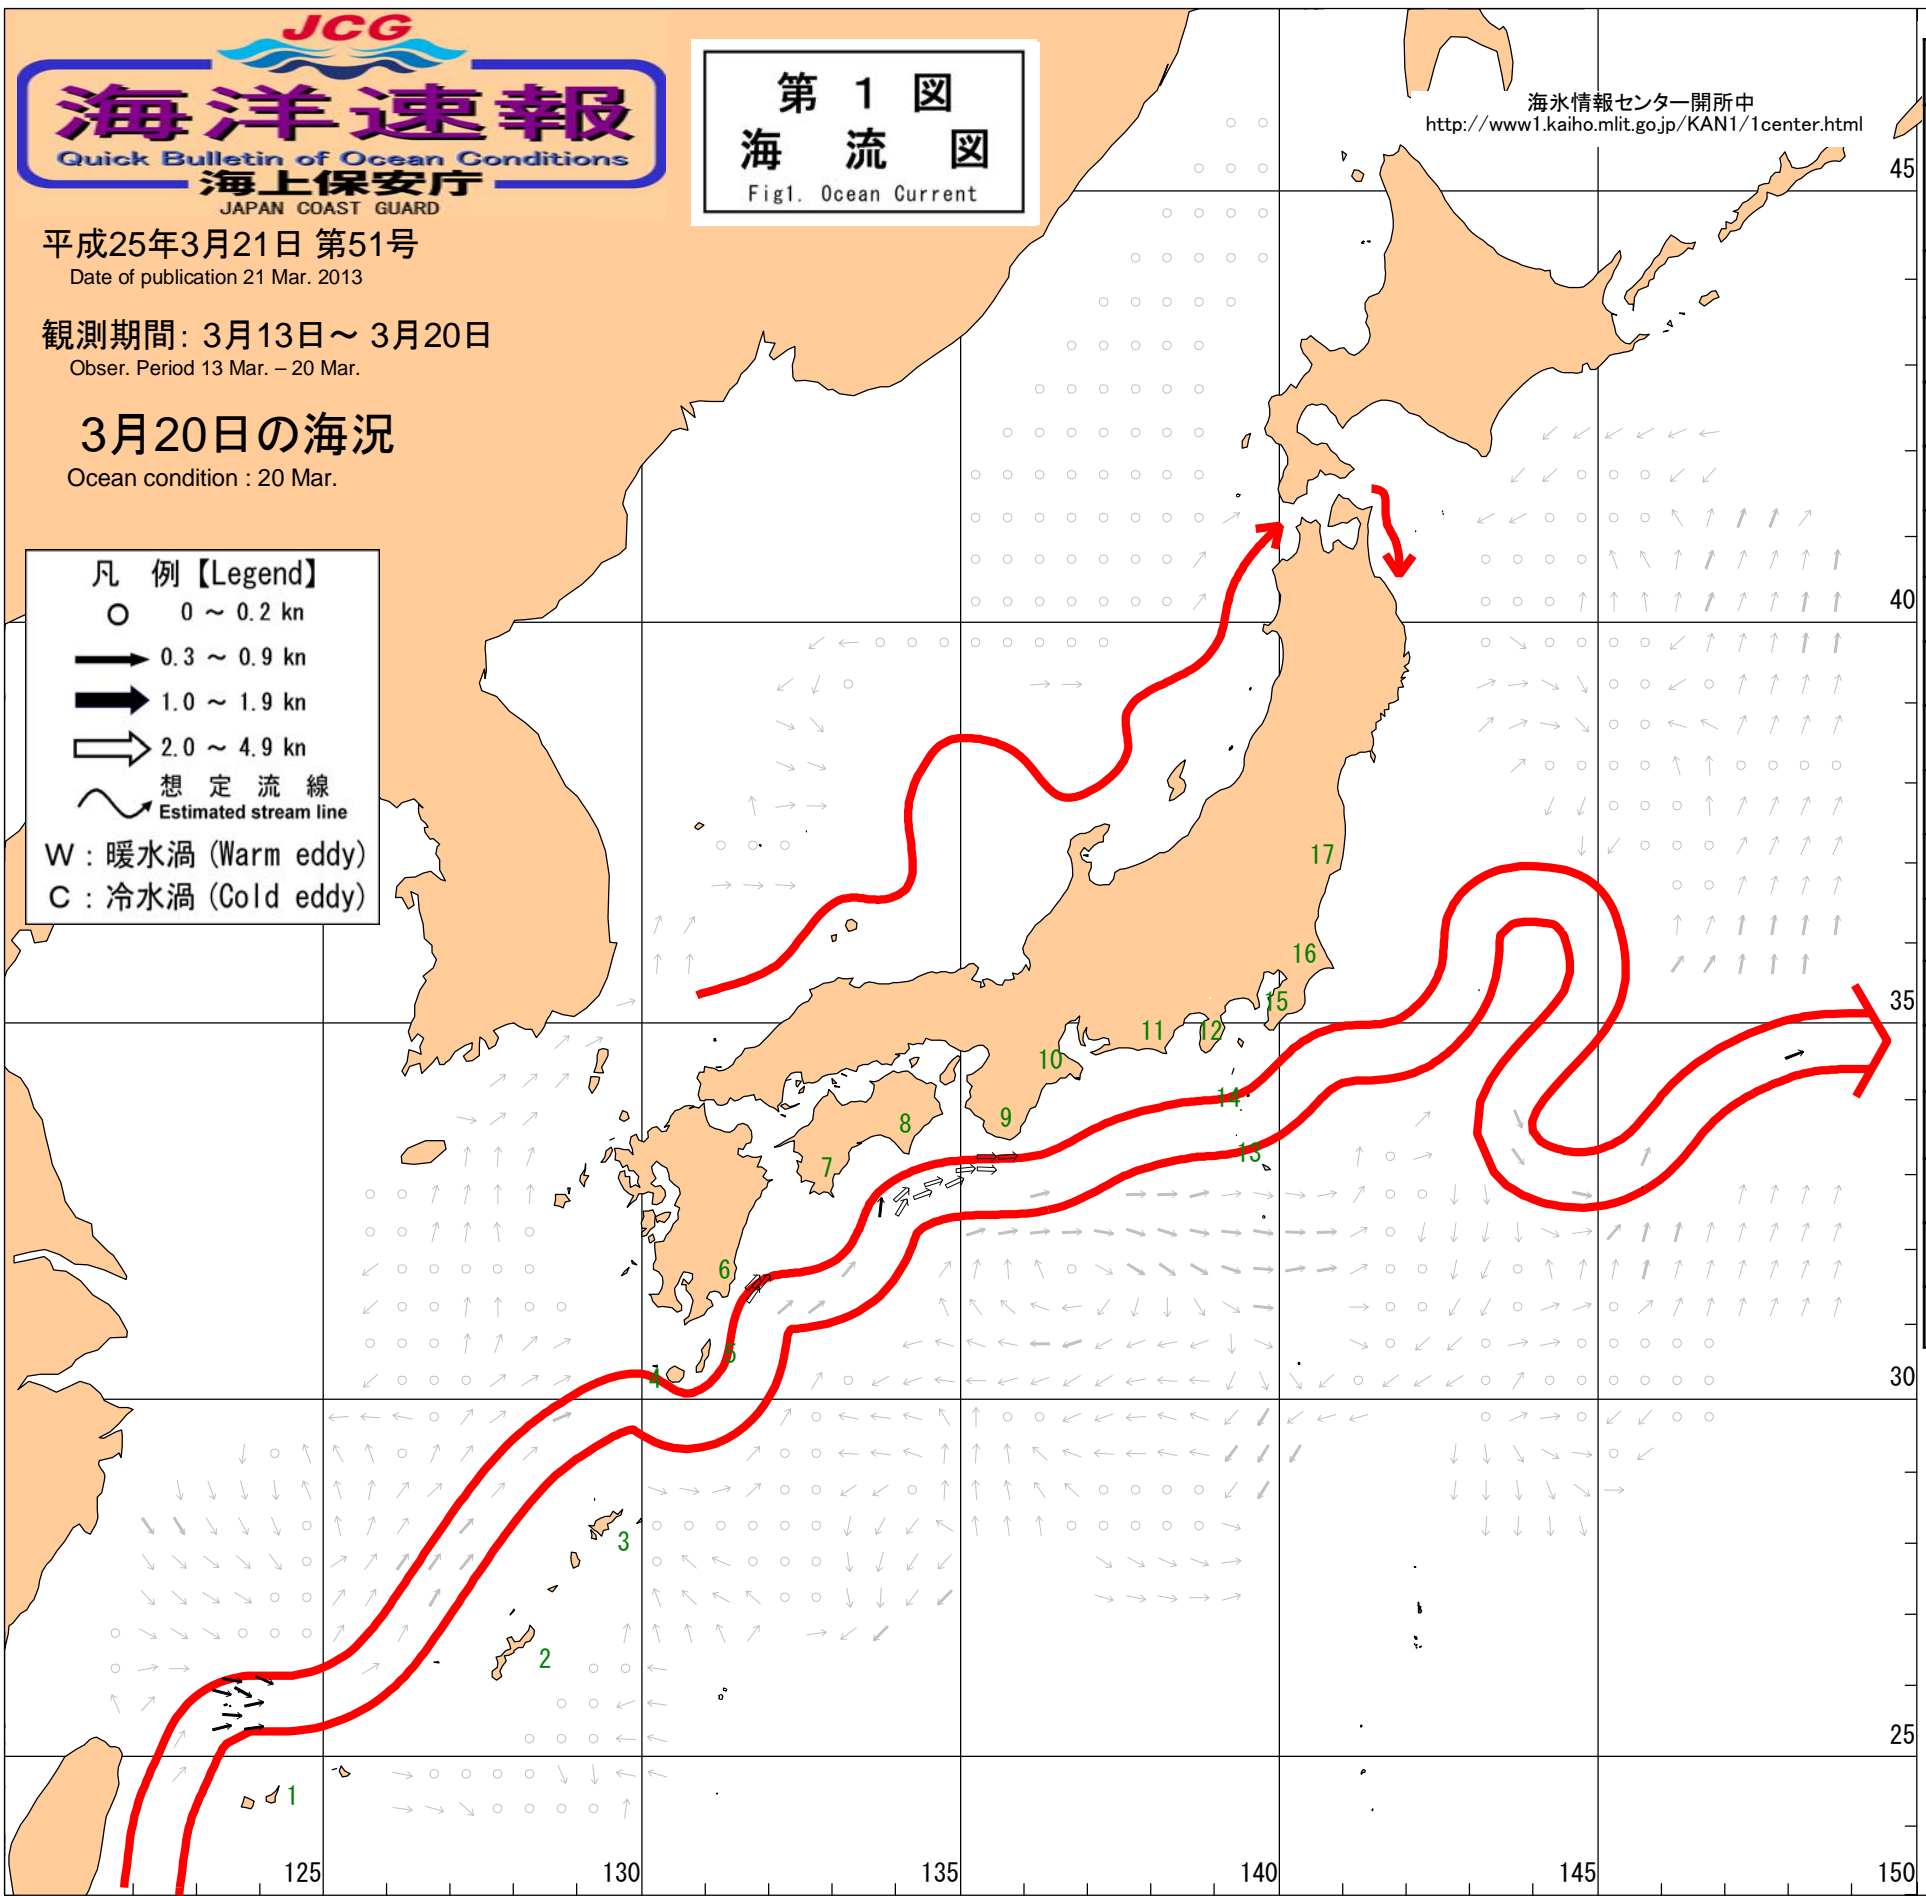 JCG
海洋速報
Quick Bulletin of Ocean Conditions
海上保安庁
JAPAN COAST GUARD
第 1 図
海 流 図
Fig1. Ocean Current
海氷情報センター開所中
http://www1.kaiho.mlit.go.jp/KAN1/1center.html
平成25年3月21日 第51号
Date of publication 21 Mar. 2013
観測期間: 3月13日～ 3月20日
Obser. Period 13 Mar. – 20 Mar.
3月20日の海況
Ocean condition : 20 Mar.
凡 例【Legend】
0 ～ 0.2 kn
0.3 ～ 0.9 kn
1.0 ～ 1.9 kn
2.0 ～ 4.9 kn
想 定 流 線
Estimated stream line
W : 暖水渦 (Warm eddy)
C : 冷水渦 (Cold eddy)
45
40
35
30
25
17
16
15
14
13
12
11
10
9
8
7
6
5
4
3
2
1
125
130
135
140
145
150